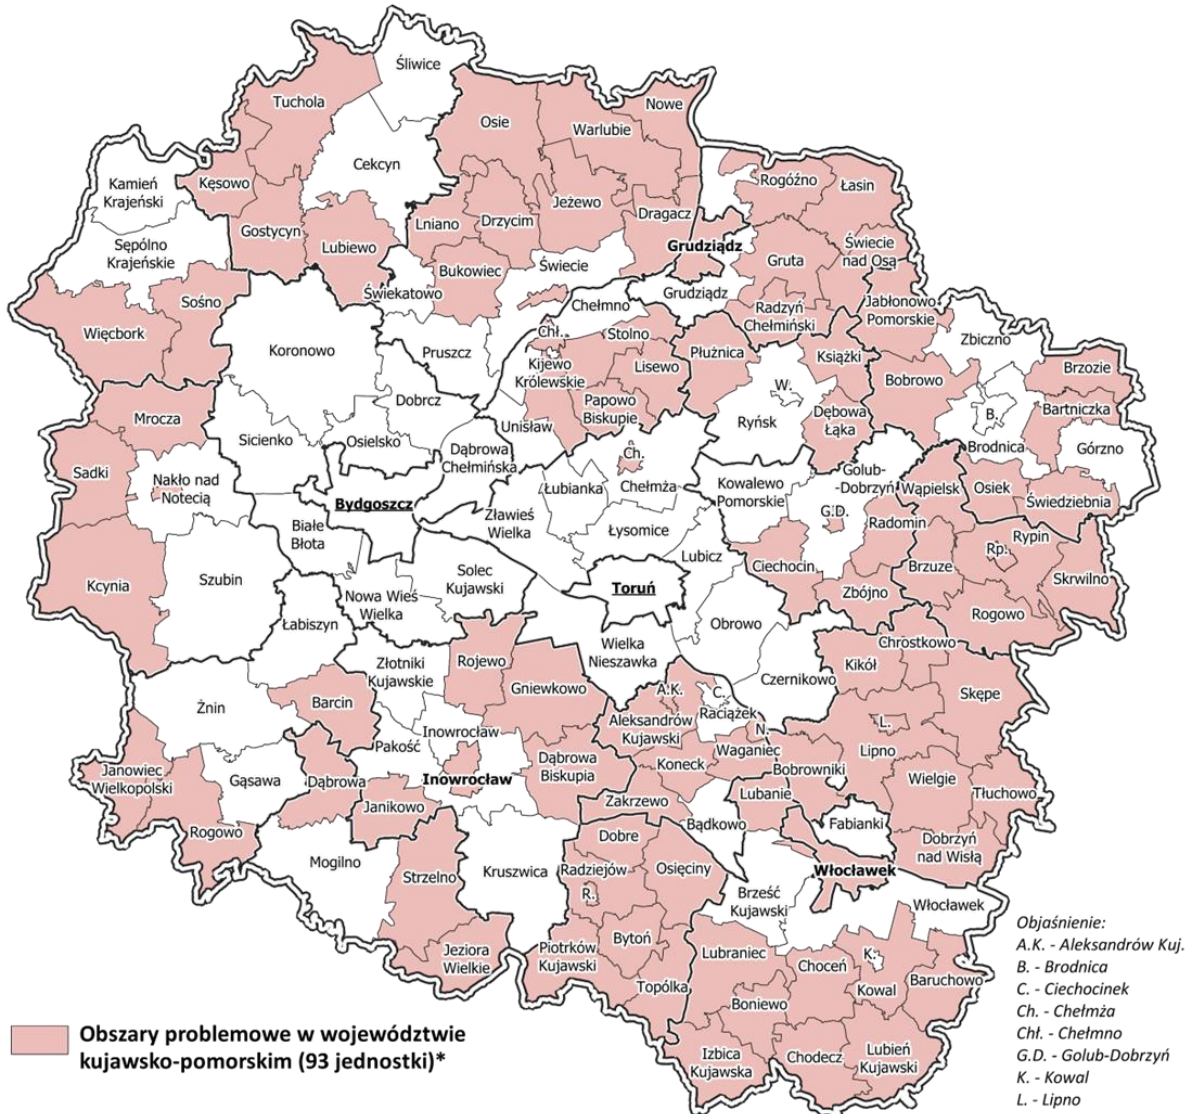 Śliwice
Tuchola
Nowe
Osie
Warlubie
Cekcyn
Kęsowo
Kamień
Krajeński
Rogóźno
Łasin
Jeżewo
Dragacz
Lniano
Drzycim
Gostycyn
Lubiewo
Sępólno
Krajeńskie
Grudziądz
Świecie
nad Osą
Gruta
Świecie
Bukowiec
Świekatowo
Grudziądz
Chełmno
Sośno
Więcbork
Radzyń
Chełmiński
Jabłonowo
Pomorskie
Zbiczno
Chł.
Stolno
Koronowo
Pruszcz
Płużnica
Książki
Kijewo
Królewskie
Lisewo
Brzozie
Bobrowo
W.
Dobrcz
Papowo
Biskupie
Bartniczka
B.
Mrocza
Ryńsk
Dębowa
Łąka
Unisław
Sicienko
Osielsko
Brodnica
Górzno
Dąbrowa
Chełmińska
Ch.
Sadki
Nakło nad
Notecią
Łubianka
Chełmża
Kowalewo
Pomorskie
Golub-
-Dobrzyń
Wąpielsk
Osiek
Świedziebnia
Bydgoszcz
Zławieś
Wielka
G.D.
Radomin
Białe
Błota
Łysomice
Rypin
Rp.
Lubicz
Kcynia
Szubin
Solec
Kujawski
Ciechocin
Brzuze
Skrwilno
Toruń
Zbójno
Nowa Wieś
Wielka
Rogowo
Łabiszyn
Obrowo
Wielka
Nieszawka
Chrostkowo
Złotniki
Kujawskie
Rojewo
Kikół
Czernikowo
Gniewkowo
A.K.
C.
Skępe
Żnin
Barcin
Raciążek
Aleksandrów
Kujawski
N.
L.
Inowrocław
Pakość
Waganiec
Lipno
Dąbrowa
Biskupia
Koneck
Bobrowniki
Janowiec
Wielkopolski
Gąsawa
Dąbrowa
Inowrocław
Wielgie
Lubanie
Tłuchowo
Janikowo
Zakrzewo
Rogowo
Bądkowo
Fabianki
Dobre
Dobrzyń
nad Wisłą
Mogilno
Strzelno
Kruszwica
Radziejów
Osięciny
Włocławek
R.
Brześć
Kujawski
Włocławek
Bytoń
Jeziora
Wielkie
Piotrków
Kujawski
Lubraniec
K.
Choceń
Topólka
Kowal
Baruchowo
Boniewo
Izbica
Kujawska
Chodecz
Lubień
Kujawski
Obszary problemowe w województwie
kujawsko-pomorskim (93 jednostki)*
Objaśnienie:
A.K. - Aleksandrów Kuj.
B. - Brodnica
C. - Ciechocinek
Ch. - Chełmża
Chł. - Chełmno
G.D. - Golub-Dobrzyń
K. - Kowal
L. - Lipno